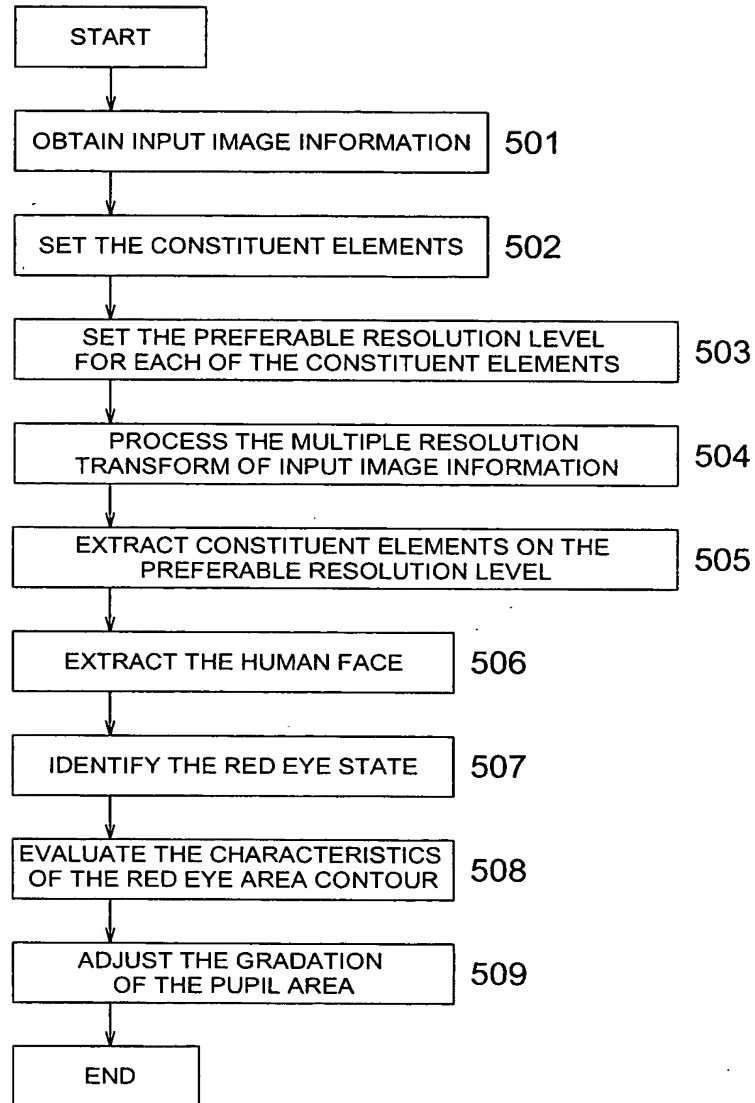 START
OBTAIN INPUT IMAGE INFORMATION 501
SET THE CONSTITUENT ELEMENTS 502
SET THE PREFERABLE RESOLUTION LEVEL
FOR EACH OF THE CONSTITUENT ELEMENTS 503
PROCESS THE MULTIPLE RESOLUTION
TRANSFORM OF INPUT IMAGE INFORMATION 504
EXTRACT CONSTITUENT ELEMENTS ON THE
PREFERABLE RESOLUTION LEVEL 505
EXTRACT THE HUMAN FACE 506
IDENTIFY THE RED EYE STATE 507
EVALUATE THE CHARACTERISTICS
OF THE RED EYE AREA CONTOUR 508
ADJUST THE GRADATION
OF THE PUPIL AREA 509
END